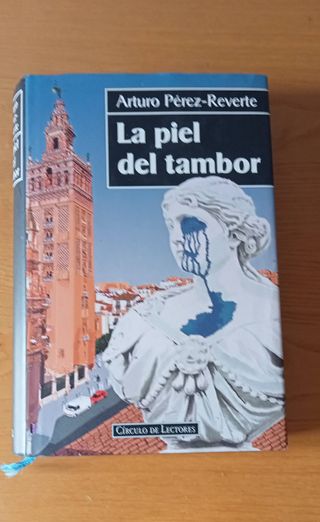 Arturo Pérez-Reverte
La piel
del tambor
CÍRCULO DE LECTORES